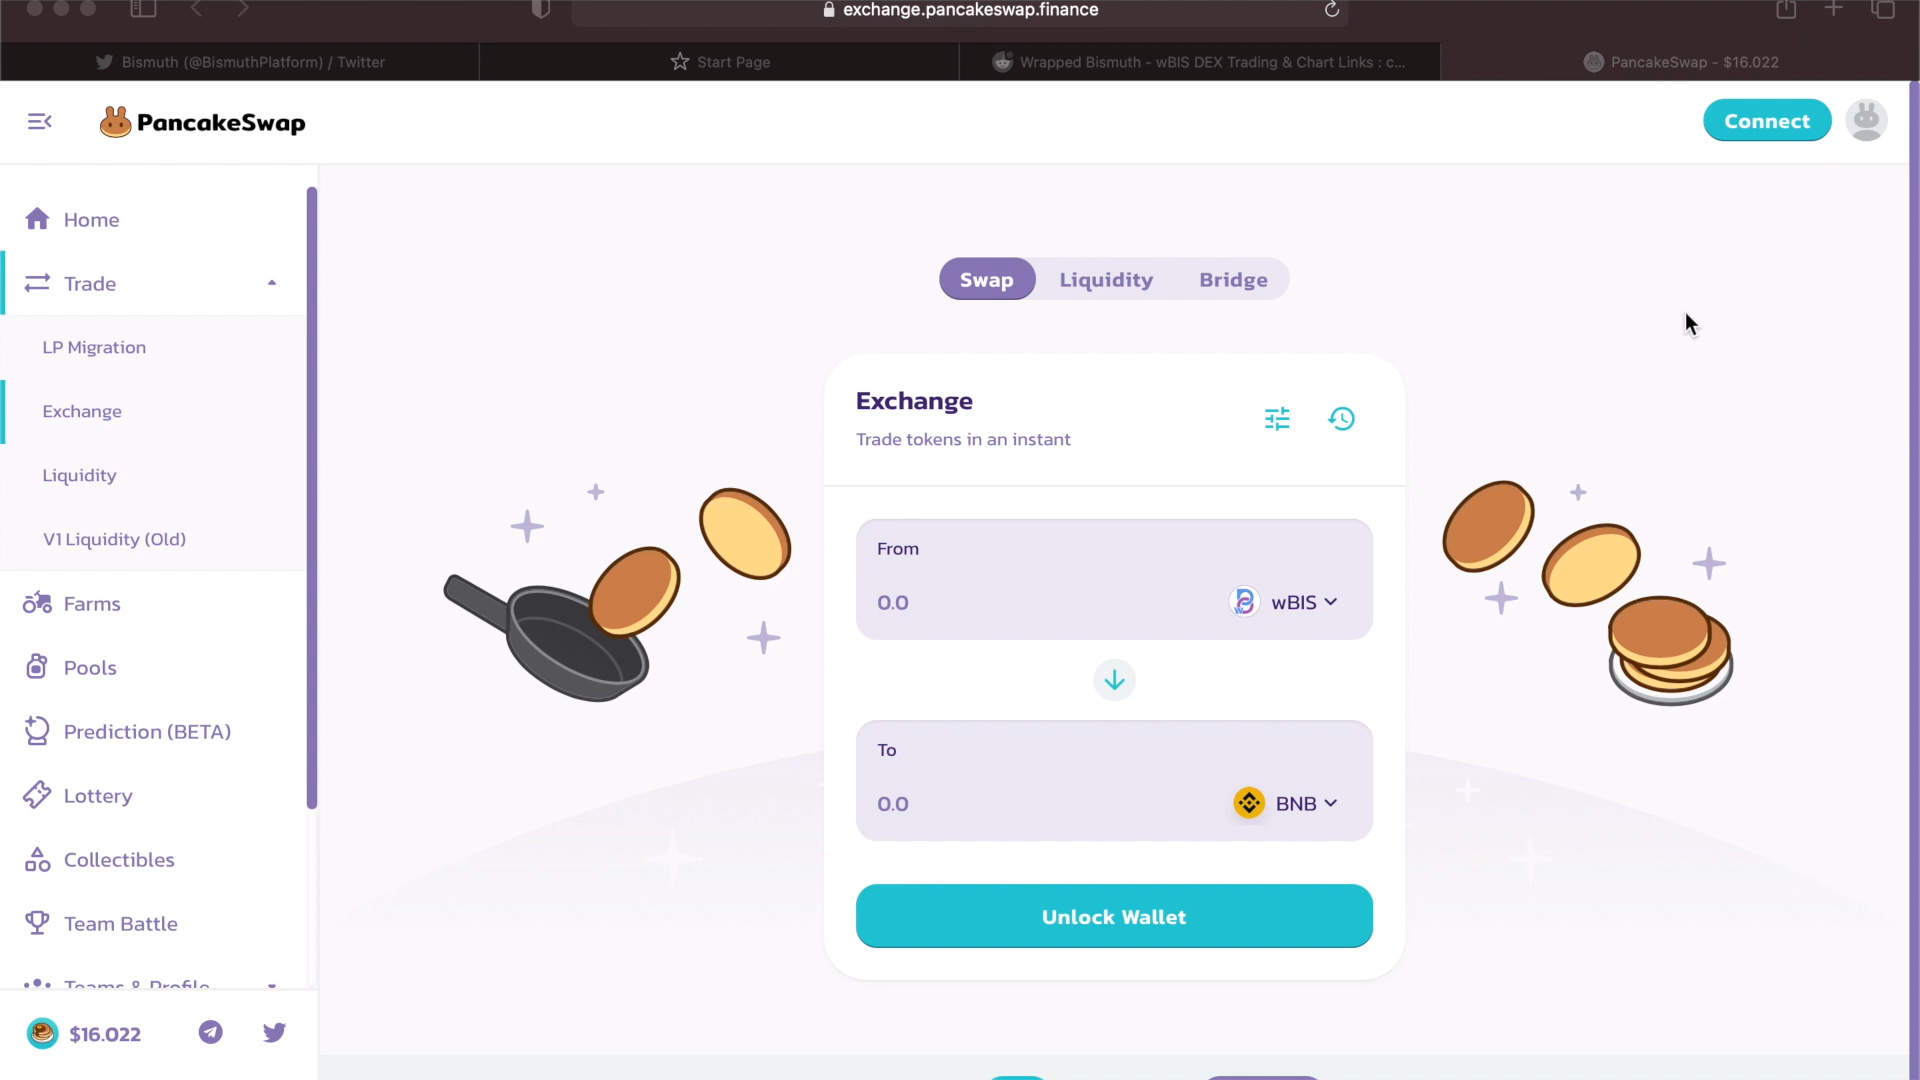 exchange.pancakeswap.finance
Bismuth (@BismuthPlatform) / Twitter
Start Page
Wrapped Bismuth - wBIS DEX Trading & Chart Links : c...
PancakeSwap - $16.022
PancakeSwap
Connect
Home
Trade
LP Migration
Exchange
Liquidity
V1 Liquidity (Old)
Farms
Pools
Prediction (BETA)
Lottery
Collectibles
Team Battle
Teams & Profile
$16.022
Swap
Liquidity
Bridge
Exchange
Trade tokens in an instant
From
0.0
wBIS
To
0.0
BNB
Unlock Wallet